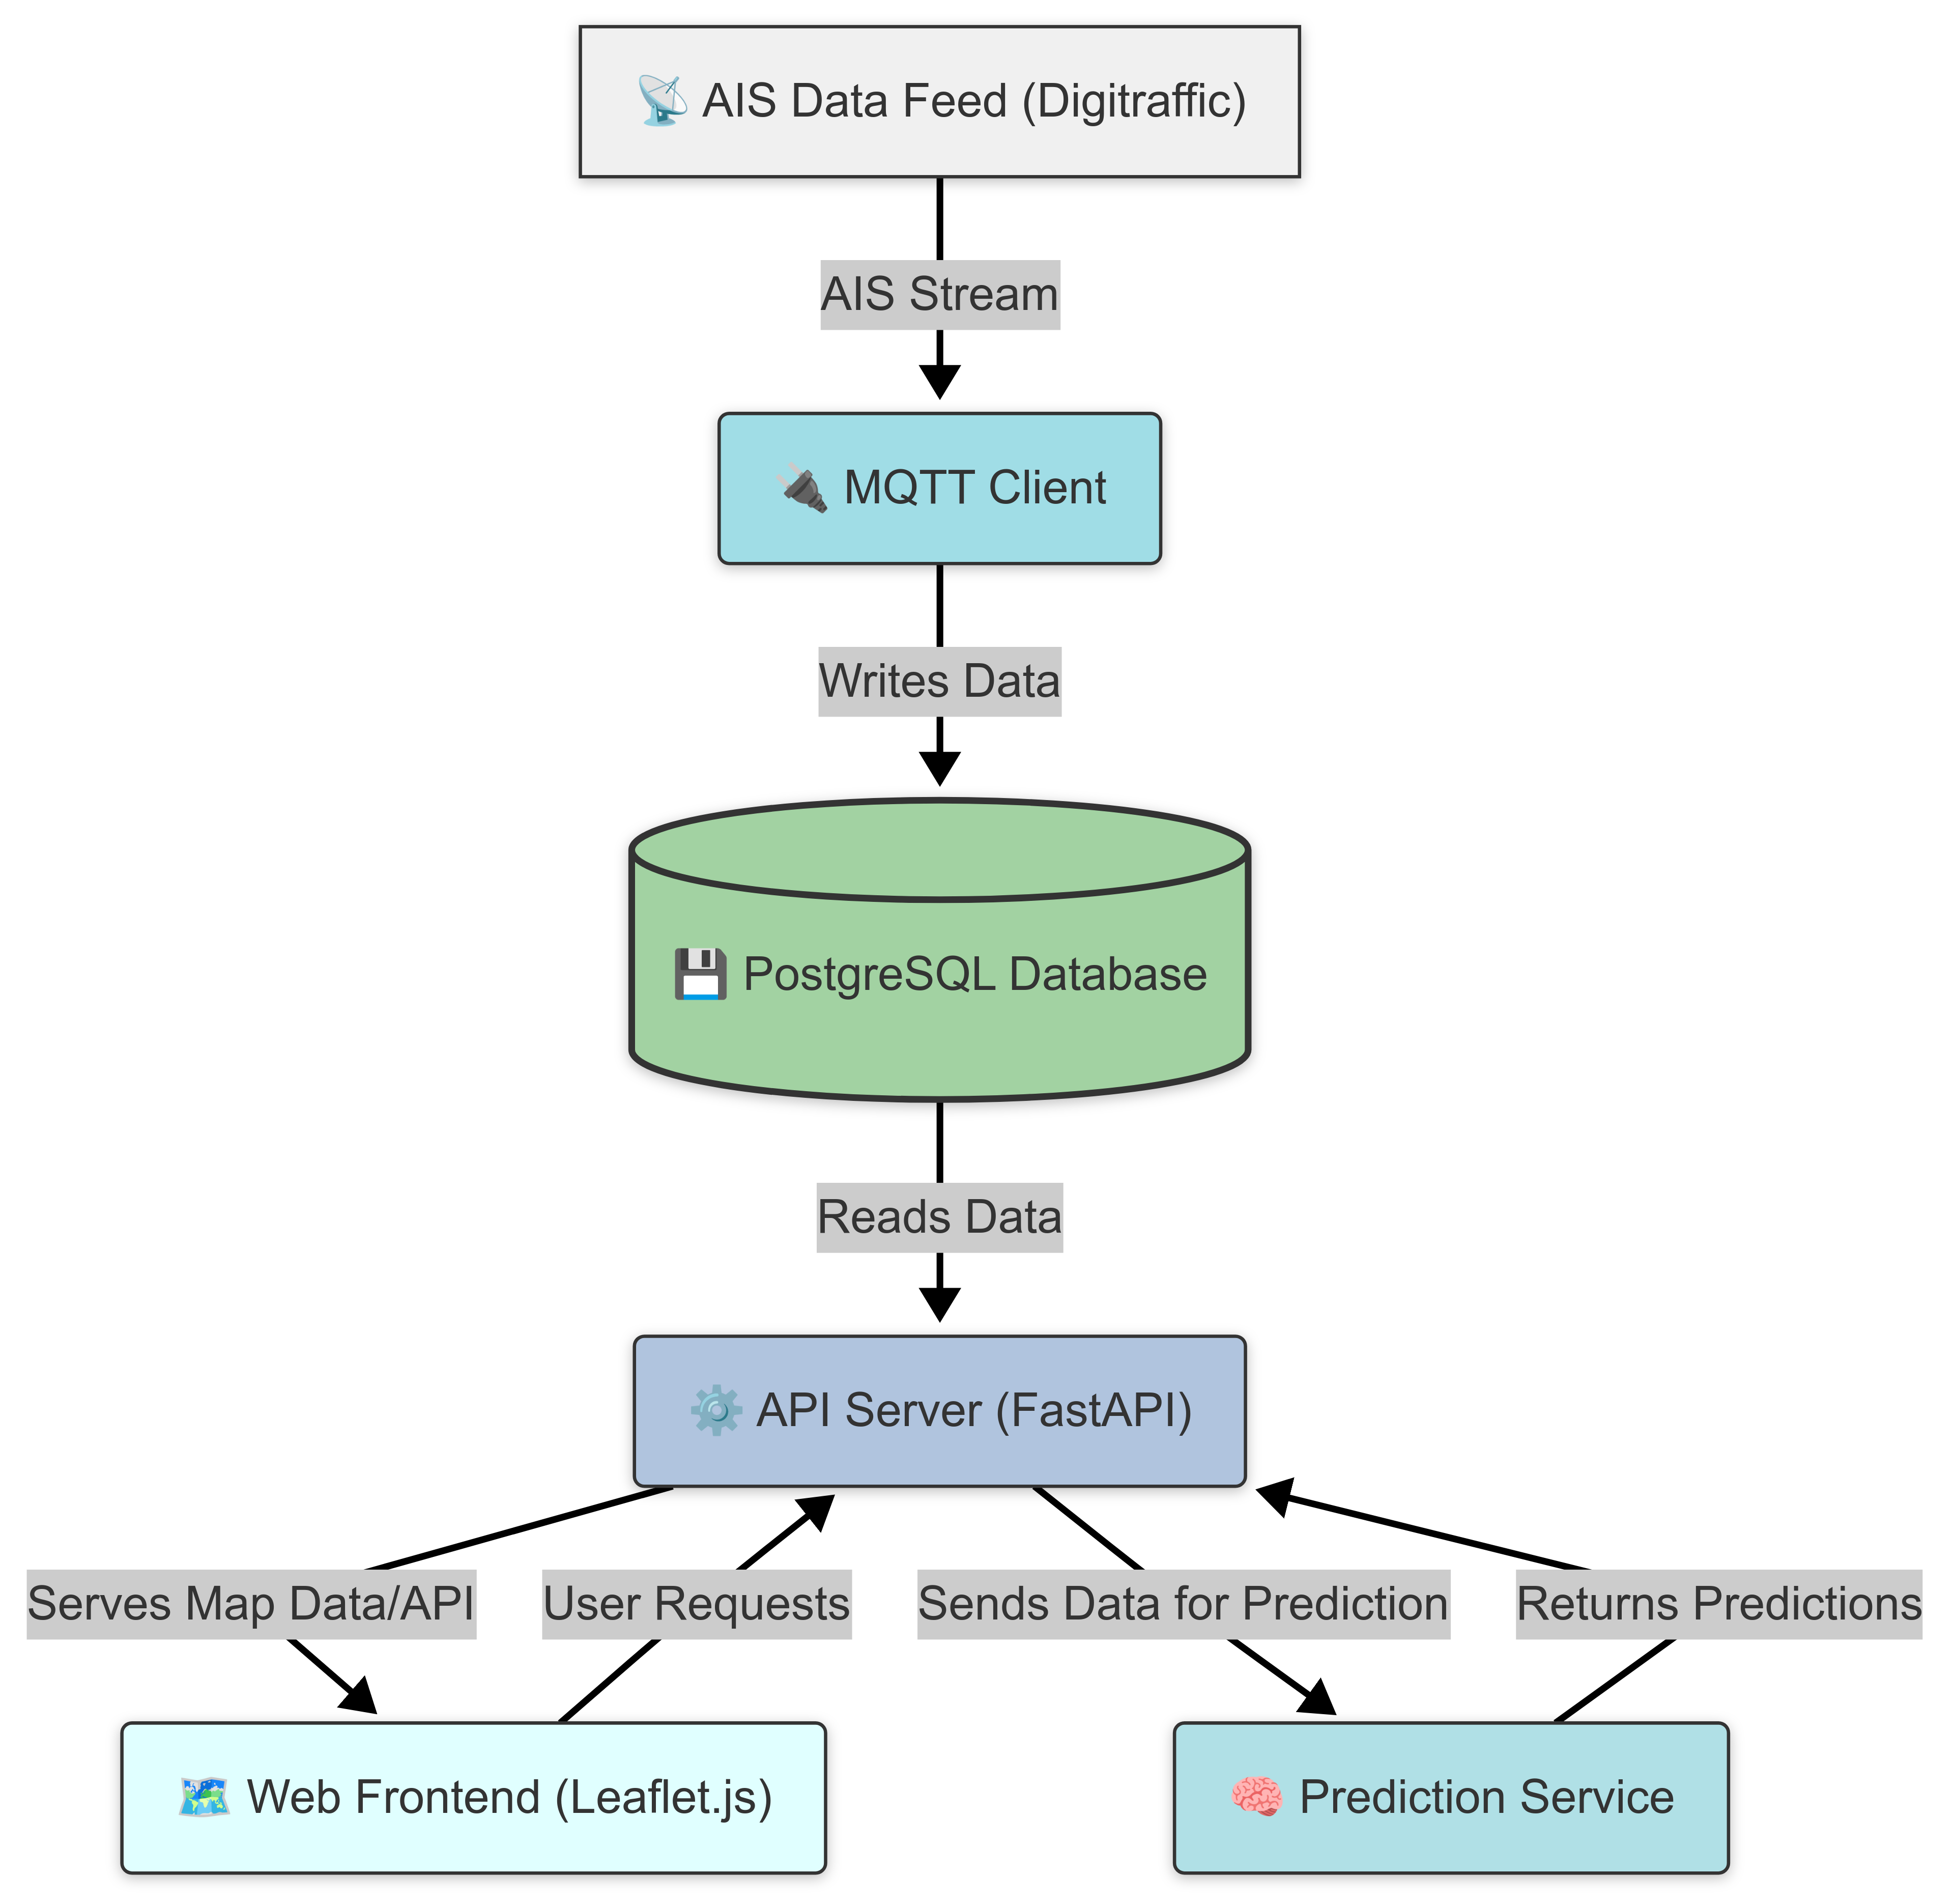 AIS Data Feed (Digitraffic)
AIS Stream
MQTT Client
Writes Data
PostgreSQL Database
Reads Data
API Server (FastAPI)
Serves Map Data/API
User Requests
Sends Data for Prediction
Returns Predictions
Web Frontend (Leaflet.js)
Prediction Service